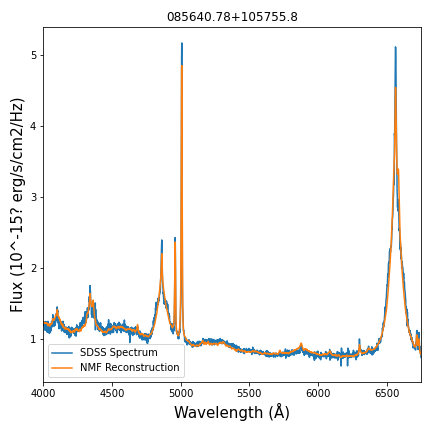 085640.78+105755.8
5
4
3
2
1
Flux (10^-15? erg/s/cm2/Hz)
SDSS Spectrum
NMF Reconstruction
4000 4500 5000 5500 6000 6500
Wavelength (Å)